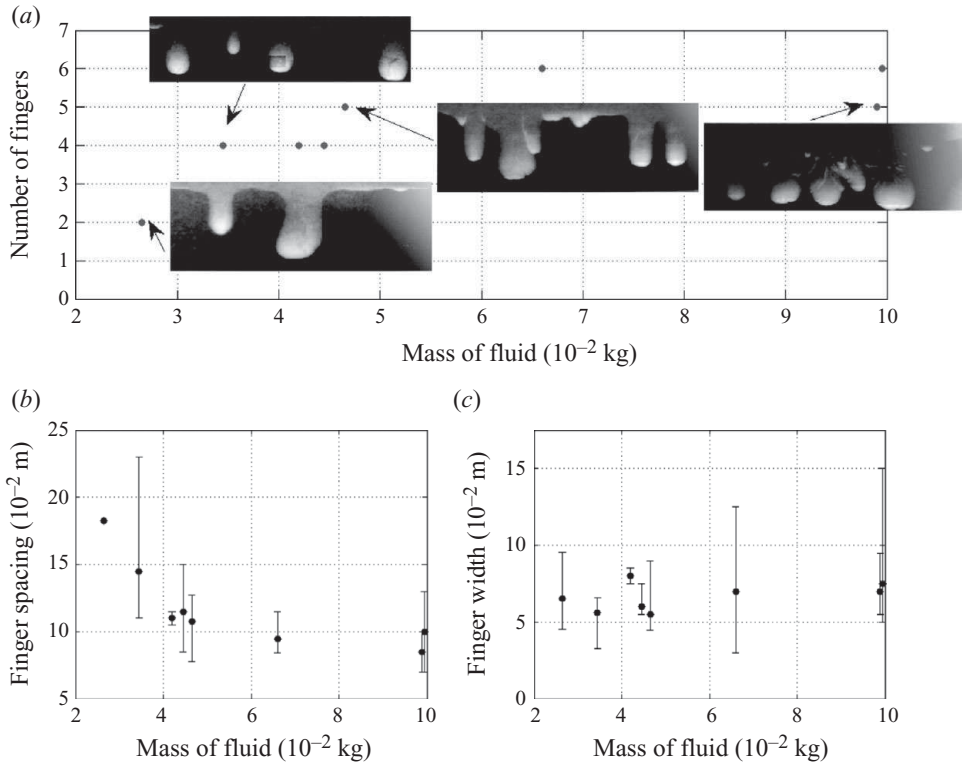 (a)
7
6
5
4
3
2
1
0
Number of fingers
2 3 4 5 6 7 8 9 10
Mass of fluid (10⁻² kg)
(b)
25
20
15
10
5
Finger spacing (10⁻² m)
2 4 6 8 10
Mass of fluid (10⁻² kg)
(c)
15
10
5
0
Finger width (10⁻² m)
2 4 6 8 10
Mass of fluid (10⁻² kg)